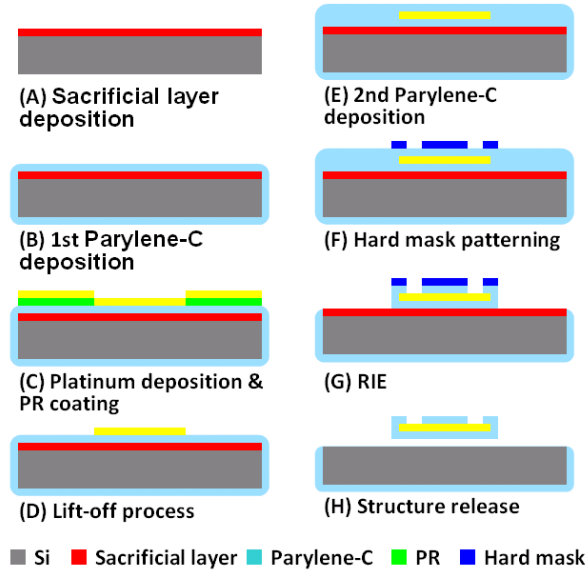 (A) Sacrificial layer
deposition
(B) 1st Parylene-C
deposition
(C) Platinum deposition &
PR coating
(D) Lift-off process
(E) 2nd Parylene-C
deposition
(F) Hard mask patterning
(G) RIE
(H) Structure release
Si Sacrificial layer Parylene-C PR Hard mask